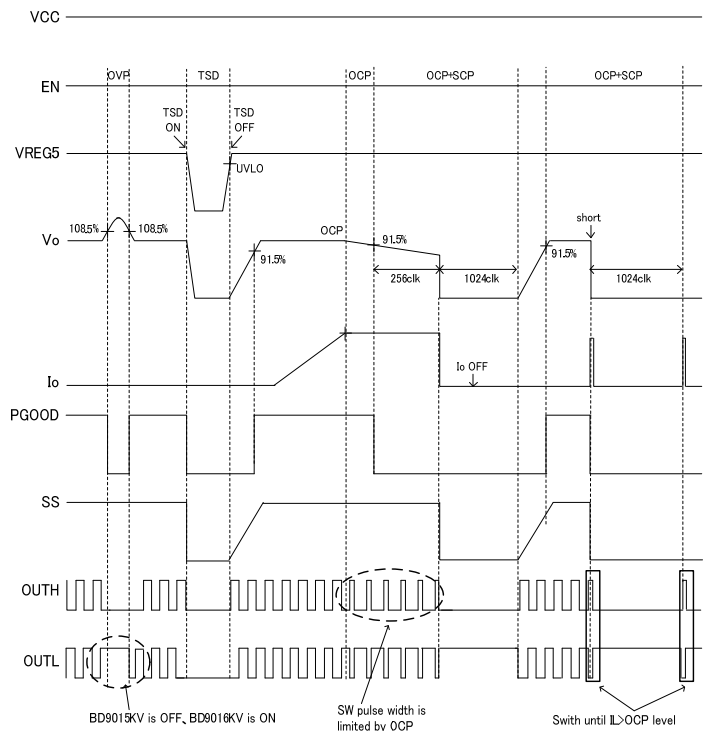 VCC
OVP
TSD
OCP
OCP+SCP
OCP+SCP
EN
TSD
ON
TSD
OFF
VREG5
UVLO
short
108.5%
108.5%
OCP
91.5%
Vo
91.5%
91.5%
256clk
1024clk
1024clk
Io OFF
Io
PGOOD
SS
OUTH
OUTL
BD9015KV is OFF、BD9016KV is ON
SW pulse width is
limited by OCP
Swith until IL>OCP level